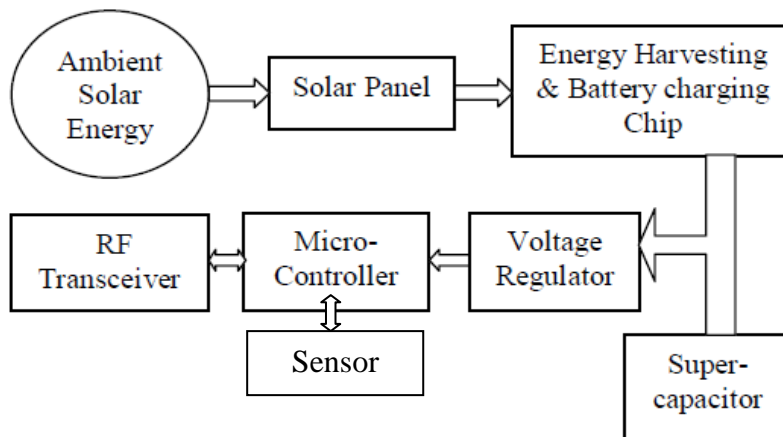 Ambient
Solar
Energy
Solar Panel
Energy Harvesting
& Battery charging
Chip
RF
Transceiver
Micro-
Controller
Voltage
Regulator
Sensor
Super-
capacitor